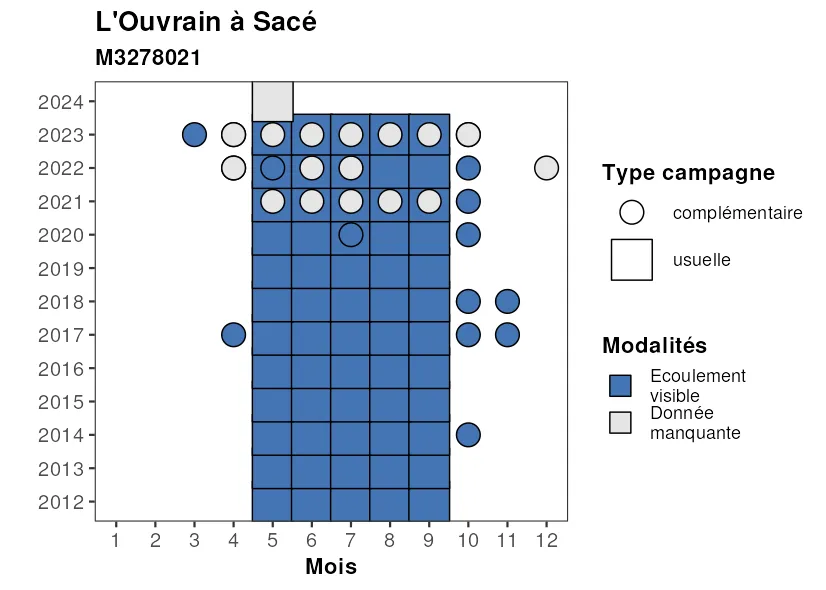 L'Ouvrain à Sacé
M3278021
2024
2023
2022
2021
2020
2019
2018
2017
2016
2015
2014
2013
2012
1 2 3 4 5 6 7 8 9 10 11 12
Mois
Type campagne
complémentaire
usuelle
Modalités
Ecoulement
visible
Donnée
manquante